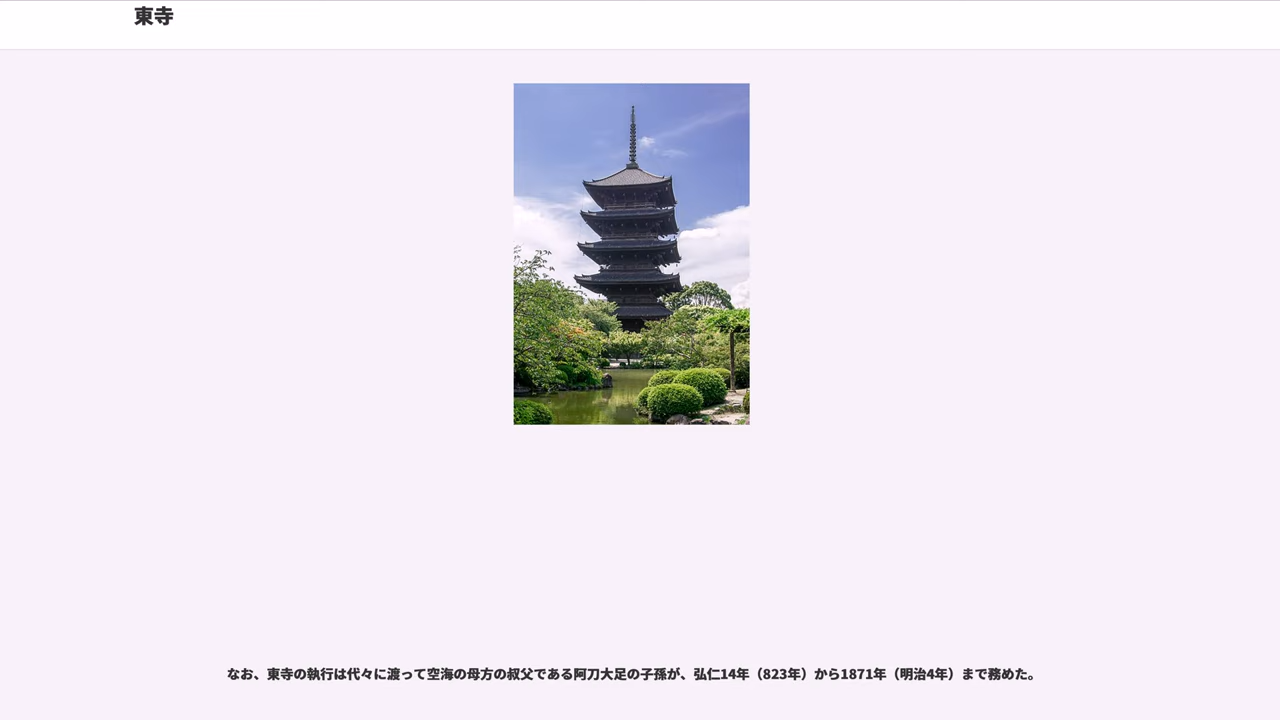 東寺
なお、東寺の執行は代々に渡って空海の母方の叔父である阿刀大足の子孫が、弘仁14年（823年）から1871年（明治4年）まで務めた。